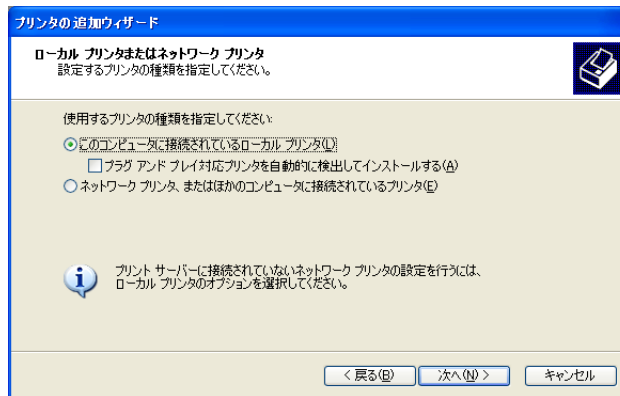 プリンタの追加ウィザード
ローカル プリンタまたはネットワーク プリンタ
設定するプリンタの種類を指定してください。
使用するプリンタの種類を指定してください:
このコンピュータに接続されているローカル プリンタ(L)
プラグ アンド プレイ対応プリンタを自動的に検出してインストールする(A)
ネットワーク プリンタ、またはほかのコンピュータに接続されているプリンタ(E)
プリント サーバーに接続されていないネットワーク プリンタの設定を行うには、
ローカル プリンタのオプションを選択してください。
< 戻る(B) 次へ(N) > キャンセル